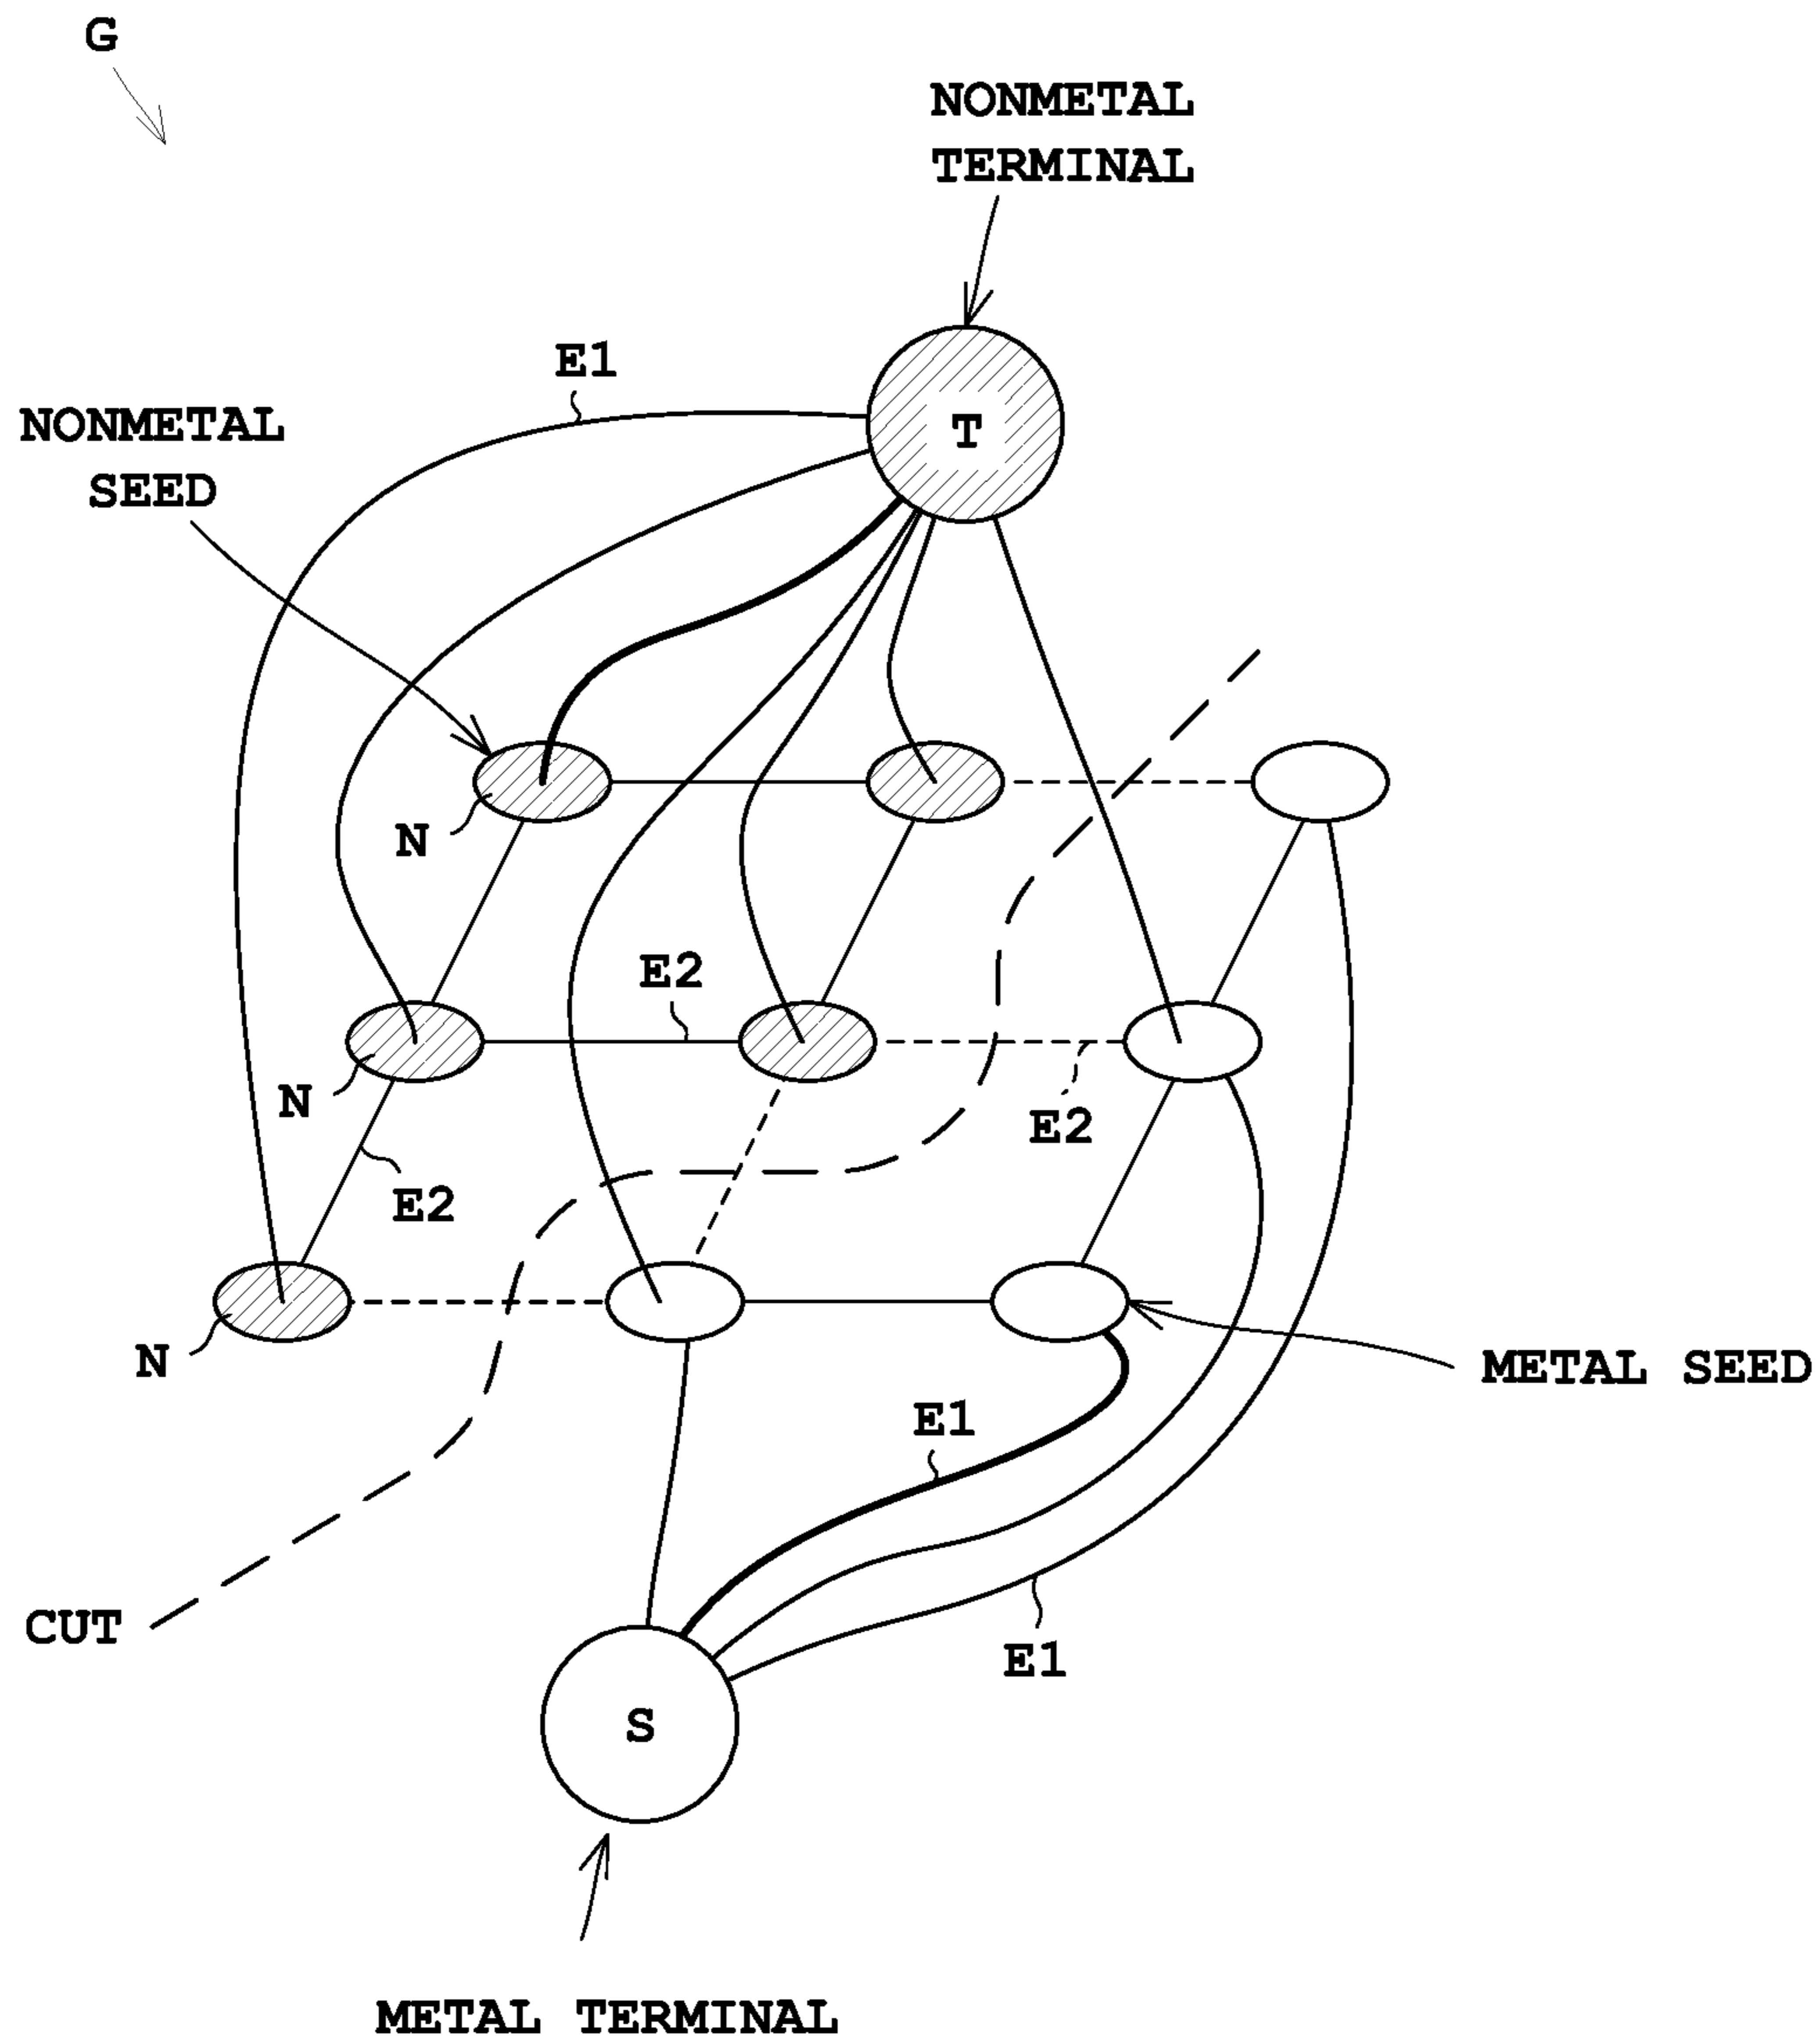 G
NONMETAL
TERMINAL
E1
T
NONMETAL
SEED
N
E2
N
E2
E2
N
METAL SEED
E1
CUT
E1
S
METAL TERMINAL